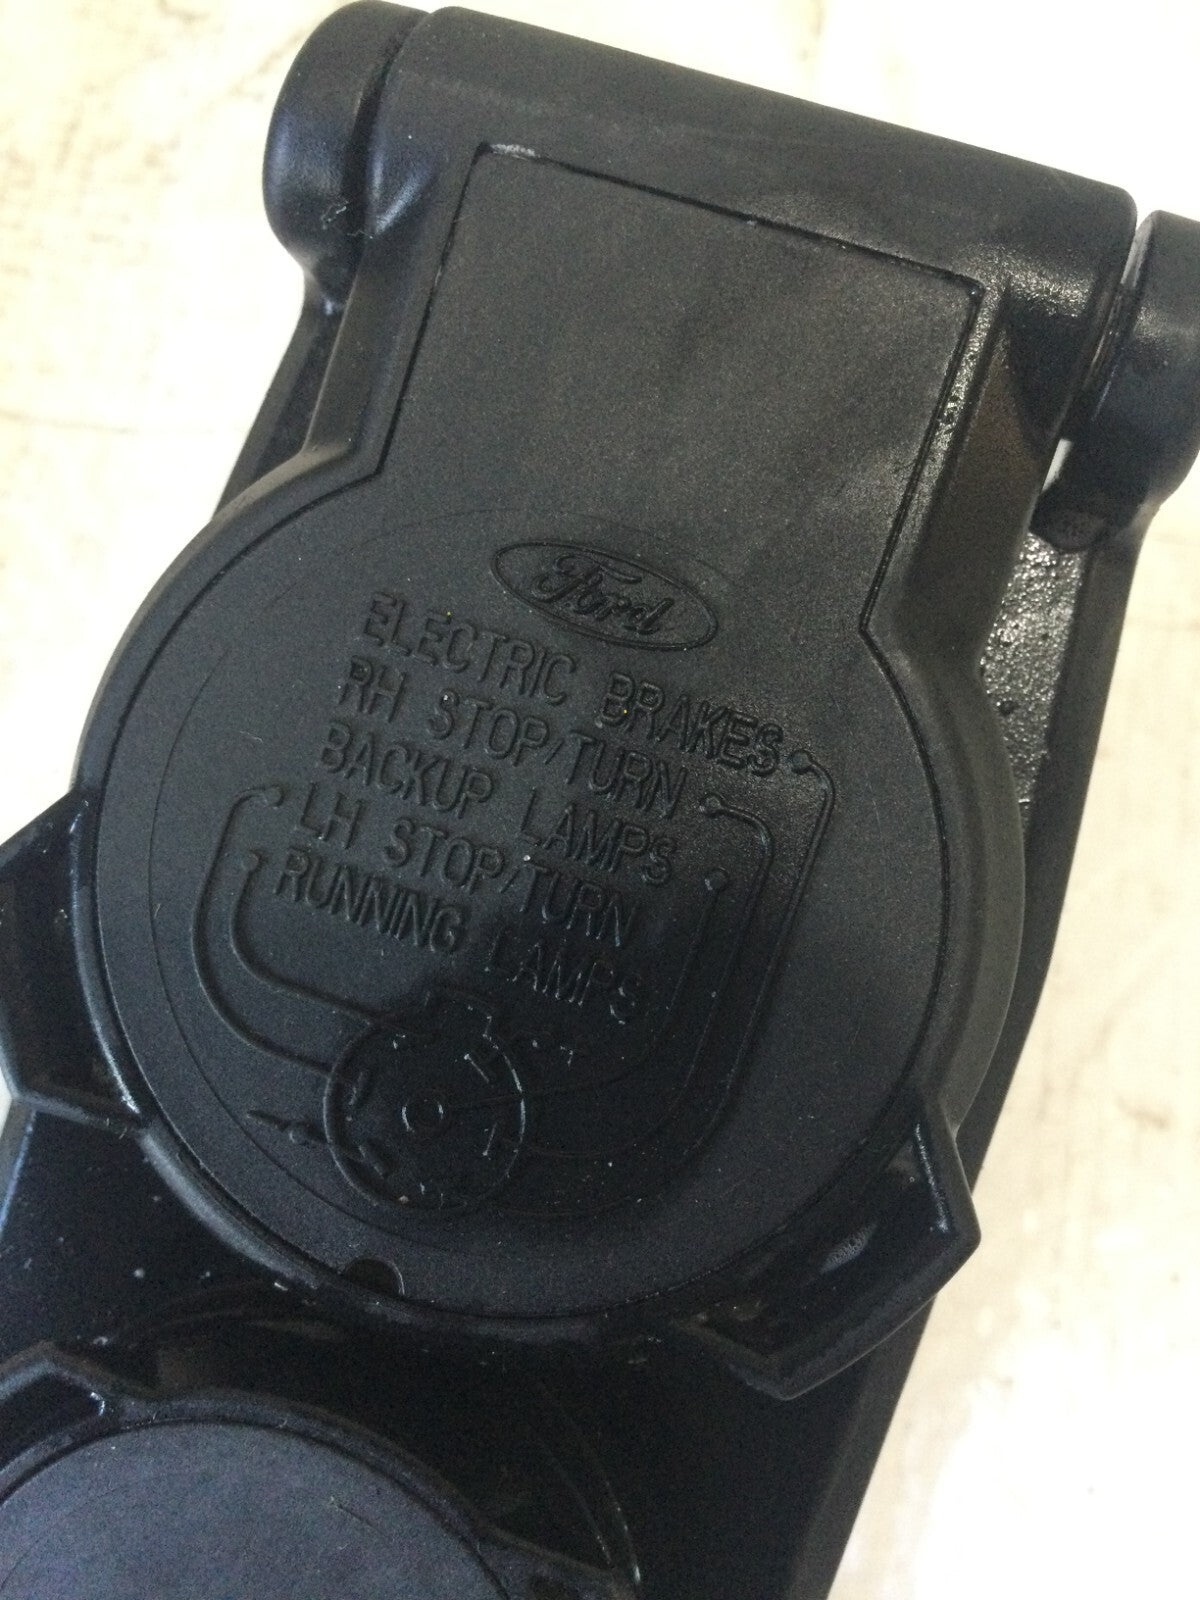 Ford
ELECTRIC BRAKES
RH STOP/TURN
BACKUP LAMPS
LH STOP/TURN
RUNNING LAMPS